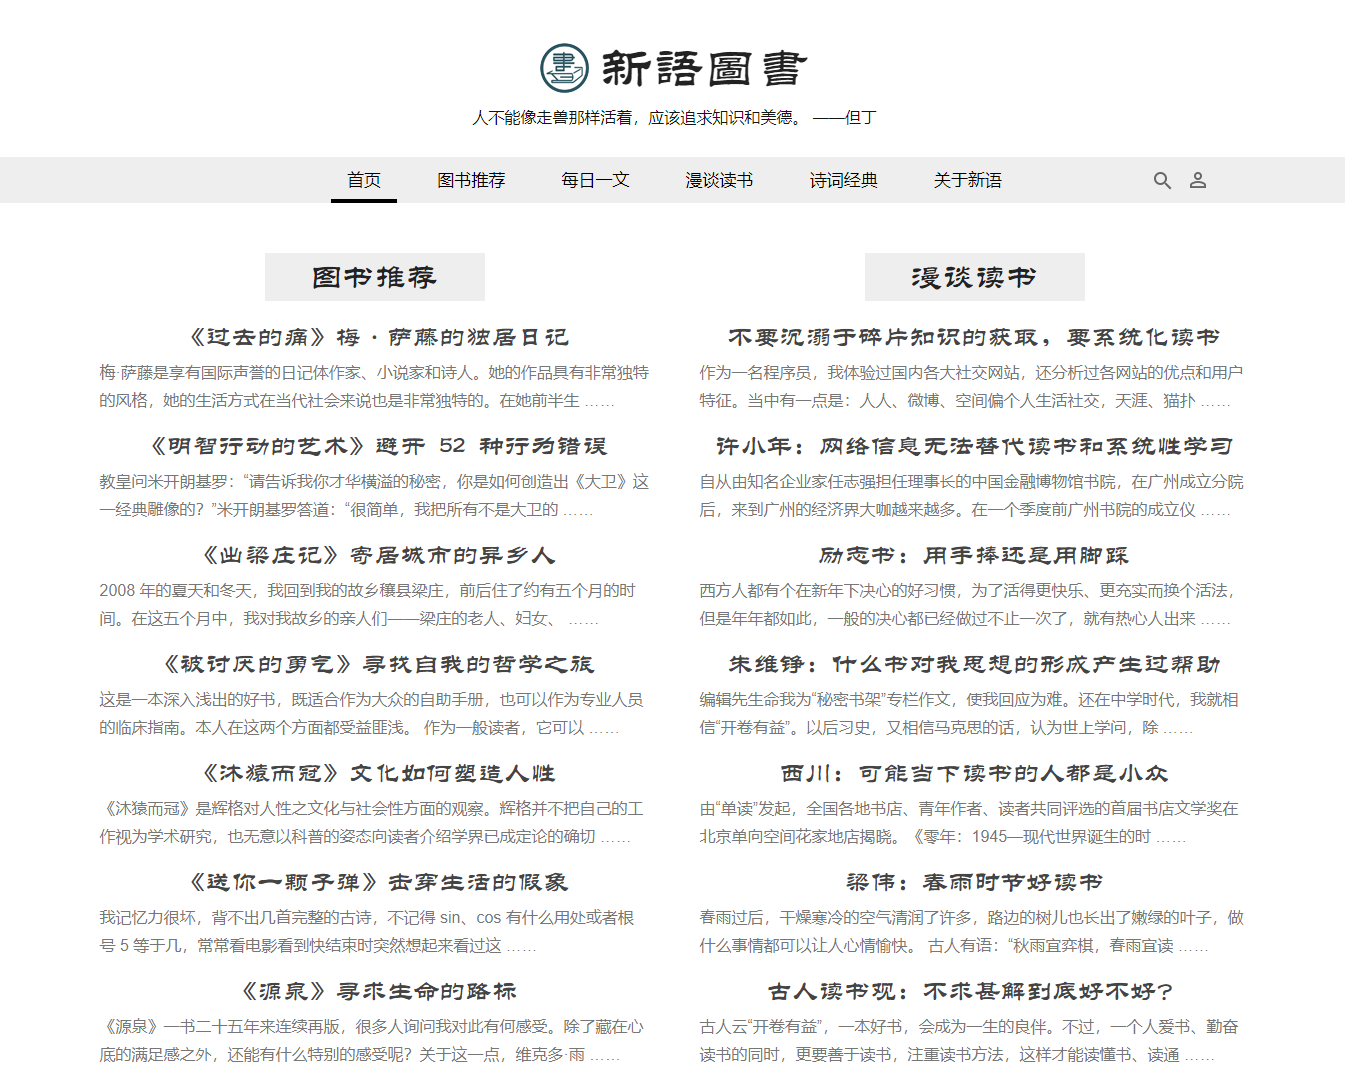 書
新語圖書
人不能像走兽那样活着，应该追求知识和美德。 ——但丁
首页 图书推荐 每日一文 漫谈读书 诗词经典 关于新语
图书推荐
《过去的痛》梅·萨藤的独居日记
梅·萨藤是享有国际声誉的日记体作家、小说家和诗人。她的作品具有非常独特
的风格，她的生活方式在当代社会来说也是非常独特的。在她前半生 ……
《明智行动的艺术》避开 52 种行为错误
教皇问米开朗基罗：“请告诉我你才华横溢的秘密，你是如何创造出《大卫》这
一经典雕像的？”米开朗基罗答道：“很简单，我把所有不是大卫的 ……
《出梁庄记》寄居城市的异乡人
2008 年的夏天和冬天，我回到我的故乡穰县梁庄，前后住了约有五个月的时
间。在这五个月中，我对我故乡的亲人们——梁庄的老人、妇女、 ……
《被讨厌的勇气》寻找自我的哲学之旅
这是一本深入浅出的好书，既适合作为大众的自助手册，也可以作为专业人员
的临床指南。本人在这两个方面都受益匪浅。 作为一般读者，它可以 ……
《沐猿而冠》文化如何塑造人性
《沐猿而冠》是辉格对人性之文化与社会性方面的观察。辉格并不把自己的工
作视为学术研究，也无意以科普的姿态向读者介绍学界已成定论的确切 ……
《送你一颗子弹》击穿生活的假象
我记忆力很坏，背不出几首完整的古诗，不记得 sin、cos 有什么用处或者根
号 5 等于几，常常看电影看到快结束时突然想起来看过这 ……
《源泉》寻求生命的路标
《源泉》一书二十五年来连续再版，很多人询问我对此有何感受。除了藏在心
底的满足感之外，还能有什么特别的感受呢？关于这一点，维克多·雨 ……
漫谈读书
不要沉溺于碎片知识的获取，要系统化读书
作为一名程序员，我体验过国内各大社交网站，还分析过各网站的优点和用户
特征。当中有一点是：人人、微博、空间偏个人生活社交，天涯、猫扑 ……
许小年：网络信息无法替代读书和系统性学习
自从由知名企业家任志强担任理事长的中国金融博物馆书院，在广州成立分院
后，来到广州的经济界大咖越来越多。在一个季度前广州书院的成立仪 ……
励志书：用手捧还是用脚踩
西方人都有个在新年下决心的好习惯，为了活得更快乐、更充实而换个活法，
但是年年都如此，一般的决心都已经做过不止一次了，就有热心人出来 ……
朱维铮：什么书对我思想的形成产生过帮助
编辑先生命我为“秘密书架”专栏作文，使我回应为难。还在中学时代，我就相
信“开卷有益”。以后习史，又相信马克思的话，认为世上学问，除 ……
西川：可能当下读书的人都是小众
由“单读”发起，全国各地书店、青年作者、读者共同评选的首届书店文学奖在
北京单向空间花家地店揭晓。《零年：1945—现代世界诞生的时 ……
梁伟：春雨时节好读书
春雨过后，干燥寒冷的空气清润了许多，路边的树儿也长出了嫩绿的叶子，做
什么事情都可以让人心情愉快。 古人有语：“秋雨宜弈棋，春雨宜读 ……
古人读书观：不求甚解到底好不好？
古人云“开卷有益”，一本好书，会成为一生的良伴。不过，一个人爱书、勤奋
读书的同时，更要善于读书，注重读书方法，这样才能读懂书、读通 ……